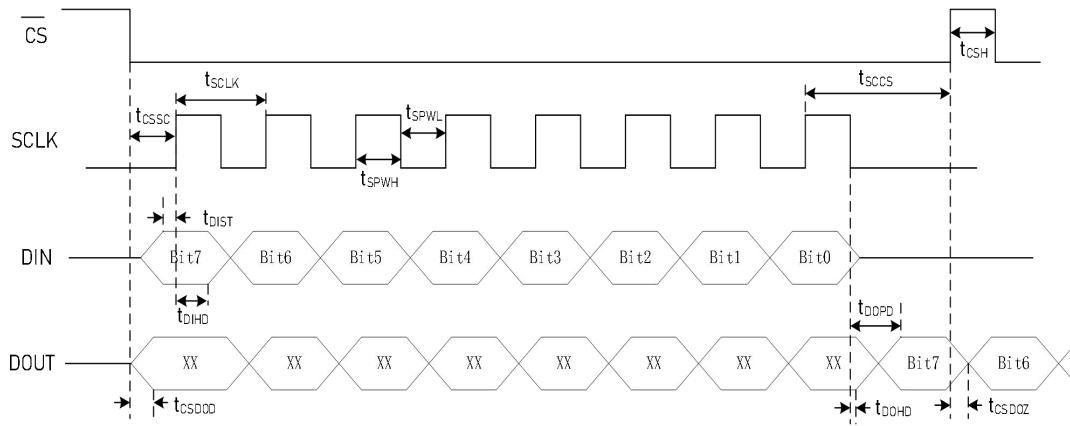 CS
tCSH
tSCLK
tSCCS
tCSSC
tSPWL
SCLK
tSPWH
tDIST
DIN Bit7 Bit6 Bit5 Bit4 Bit3 Bit2 Bit1 Bit0
tDIHD
tDOPD
DOUT XX XX XX XX XX XX XX XX Bit7 Bit6
tCSDOD
tDOHD
tCSDOZ